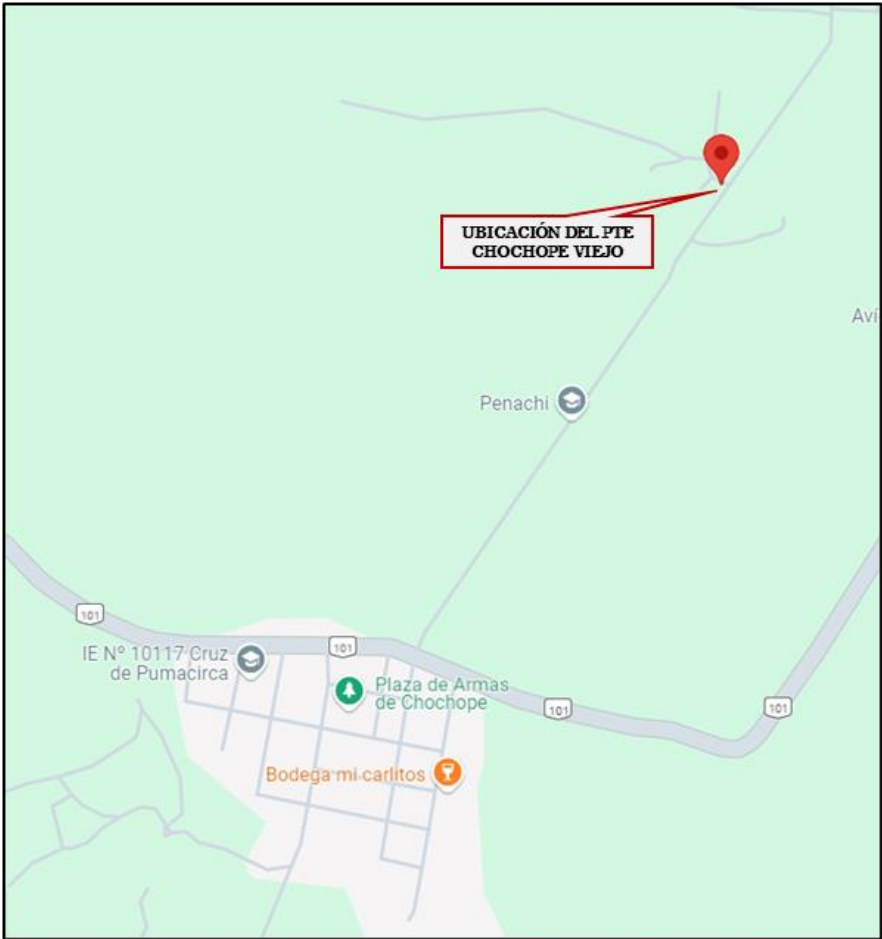 UBICACIÓN DEL PTE
CHOCHOPE VIEJO
Aví
Penachi
101
IE Nº 10117 Cruz
de Pumacirca
101
Plaza de Armas
de Chochope
101
101
Bodega mi carlitos